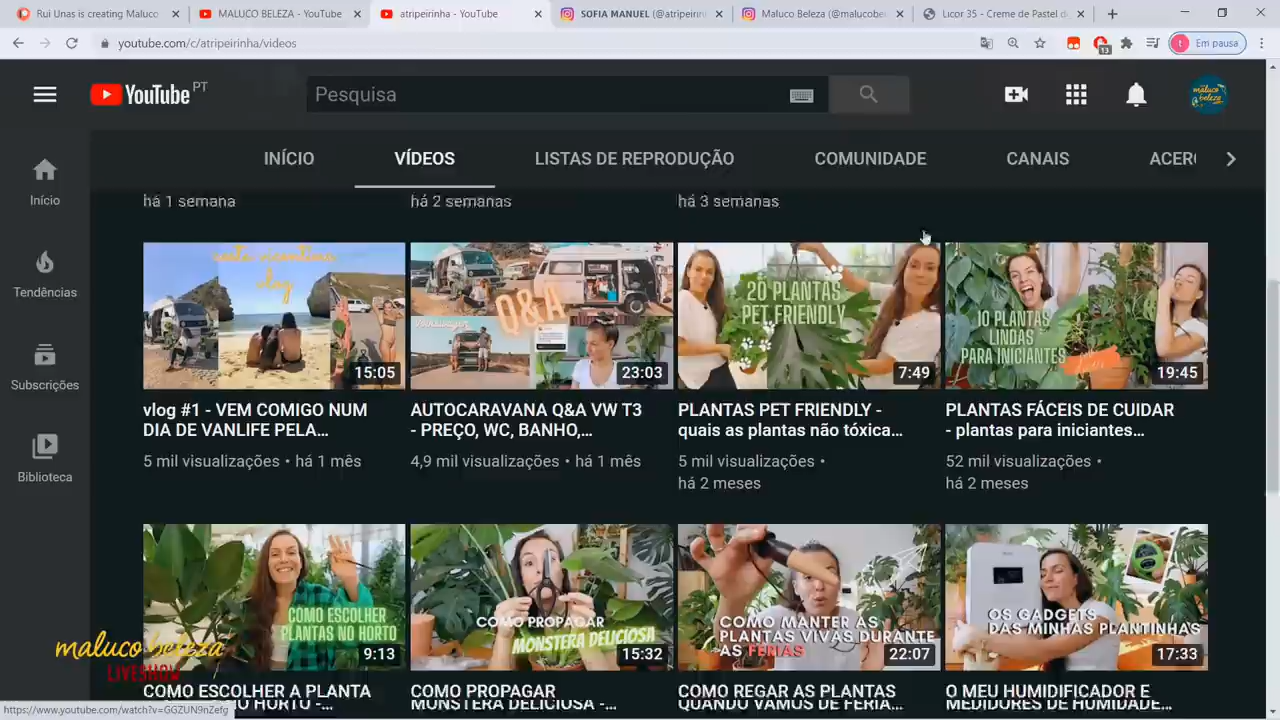 Rui Unas is creating Maluco
MALUCO BELEZA - YouTube
atripeirinha - YouTube
SOFIA MANUEL (@atripeirin
Maluco Beleza (@malucobe
Licor 35 - Creme de Pastel d
youtube.com/c/atripeirinha/videos
13
t Em pausa
YouTube PT
Pesquisa
maluco beleza
INÍCIO VÍDEOS LISTAS DE REPRODUÇÃO COMUNIDADE CANAIS ACER
Início
Tendências
Subscrições
Biblioteca
há 1 semana
há 2 semanas
há 3 semanas
vlog
15:05
Q&A
23:03
20 PLANTAS
PET FRIENDLY
7:49
10 PLANTAS
LINDAS
PARA INICIANTES
19:45
vlog #1 - VEM COMIGO NUM
DIA DE VANLIFE PELA...
5 mil visualizações • há 1 mês
AUTOCARAVANA Q&A VW T3
- PREÇO, WC, BANHO,...
4,9 mil visualizações • há 1 mês
PLANTAS PET FRIENDLY -
quais as plantas não tóxica...
5 mil visualizações •
há 2 meses
PLANTAS FÁCEIS DE CUIDAR
- plantas para iniciantes...
52 mil visualizações •
há 2 meses
COMO ESCOLHER
PLANTAS NO HORTO
9:13
COMO PROPAGAR
MONSTERA DELICIOSA
15:32
COMO MANTER AS
PLANTAS VIVAS DURANTE
AS FÉRIAS
22:07
OS GADGETS
DAS MINHAS PLANTINHAS
17:33
COMO ESCOLHER A PLANTA
O HORTO - ...
COMO PROPAGAR
MONSTERA DELICIOSA -...
COMO REGAR AS PLANTAS
QUANDO VAMOS DE FÉRIA...
O MEU HUMIDIFICADOR E
MEDIDORES DE HUMIDADE...
maluco beleza
LIVESHOW
https://www.youtube.com/watch?v=GGZUN9nZefg